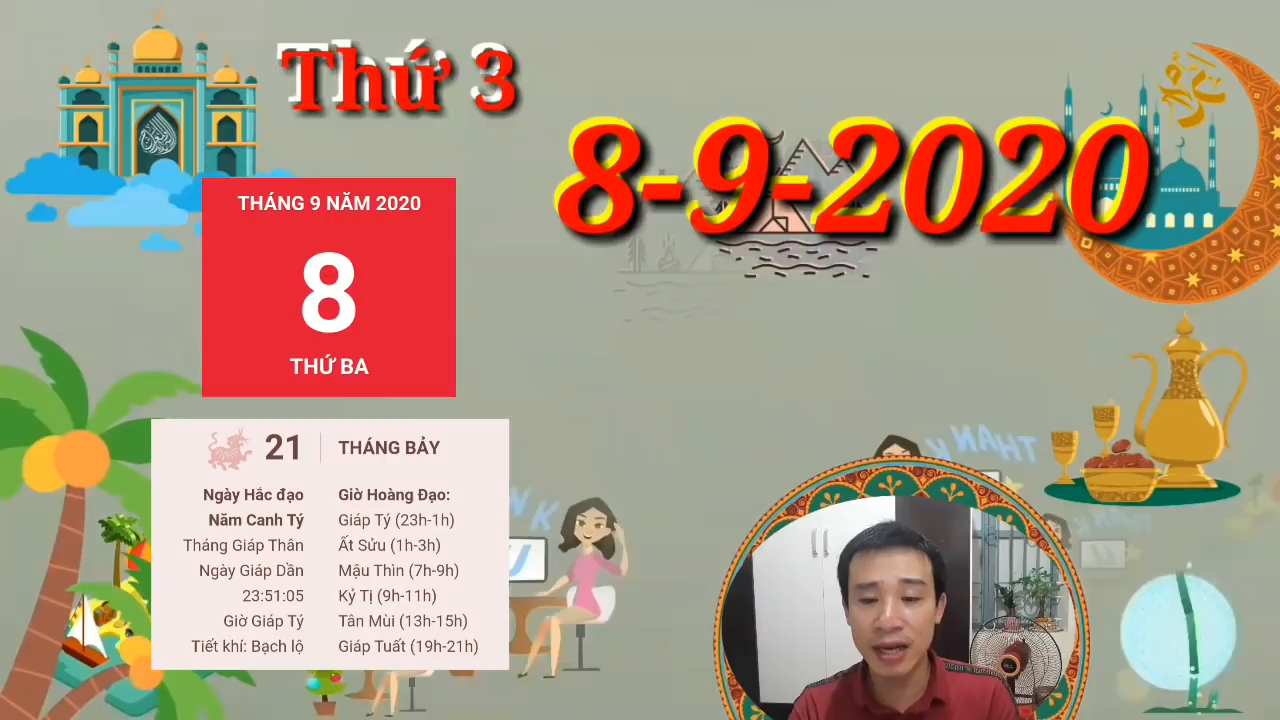 Thứ 3
8-9-2020
THÁNG 9 NĂM 2020
8
THỨ BA
21 THÁNG BẢY
Ngày Hắc đạo
Năm Canh Tý
Tháng Giáp Thân
Ngày Giáp Dần
23:51:05
Giờ Giáp Tý
Tiết khí: Bạch lộ
Giờ Hoàng Đạo:
Giáp Tý (23h-1h)
Ất Sửu (1h-3h)
Mậu Thìn (7h-9h)
Kỷ Tị (9h-11h)
Tân Mùi (13h-15h)
Giáp Tuất (19h-21h)